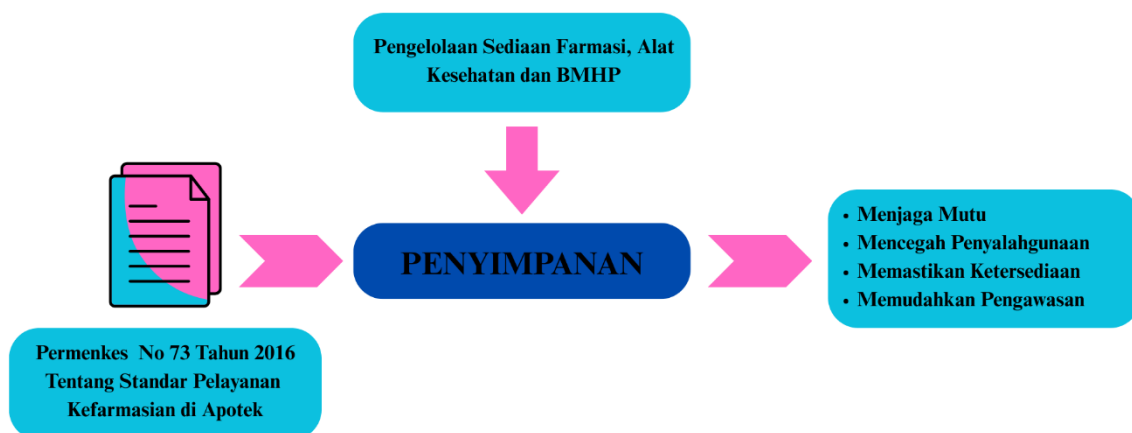 Pengelolaan Sediaan Farmasi, Alat
Kesehatan dan BMHP
PENYIMPANAN
• Menjaga Mutu
• Mencegah Penyalahgunaan
• Memastikan Ketersediaan
• Memudahkan Pengawasan
Permenkes No 73 Tahun 2016
Tentang Standar Pelayanan
Kefarmasian di Apotek